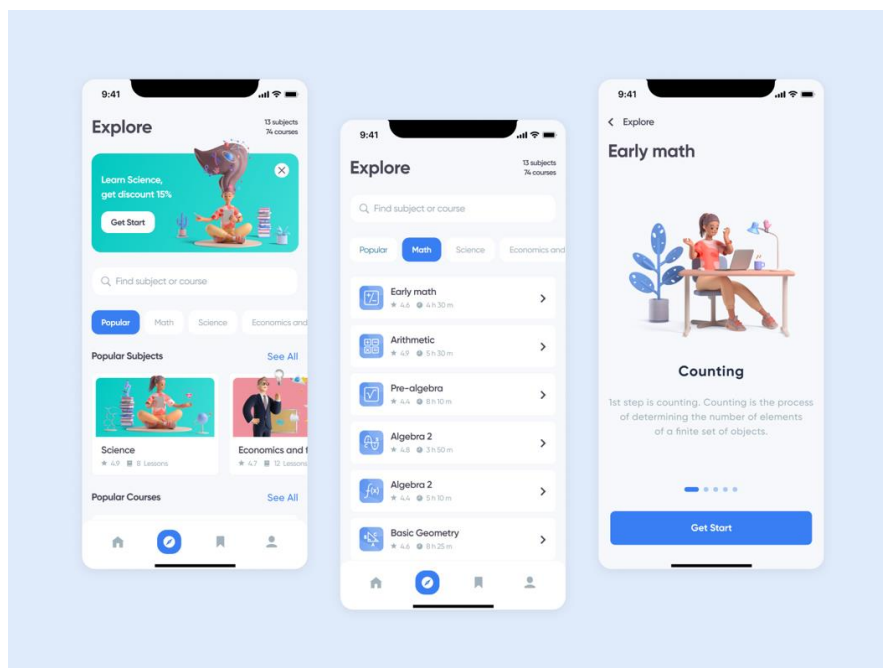 9:41
Explore
13 subjects
74 courses
Learn Science,
get discount 15%
Get Start
Find subject or course
Popular
Math
Science
Economics and
Popular Subjects
See All
Science
4.9
8 Lessons
Economics and f
4.7
12 Lessons
Popular Courses
See All
9:41
Explore
13 subjects
74 courses
Find subject or course
Popular
Math
Science
Economics and
Early math
4.6
4 h 30 m
Arithmetic
4.9
5 h 30 m
Pre-algebra
4.4
8 h 10 m
Algebra 2
4.8
3 h 50 m
Algebra 2
4.4
5 h 10 m
f(x)
Basic Geometry
4.6
8 h 25 m
9:41
Explore
Early math
Counting
1st step is counting. Counting is the process
of determining the number of elements
of a finite set of objects.
Get Start